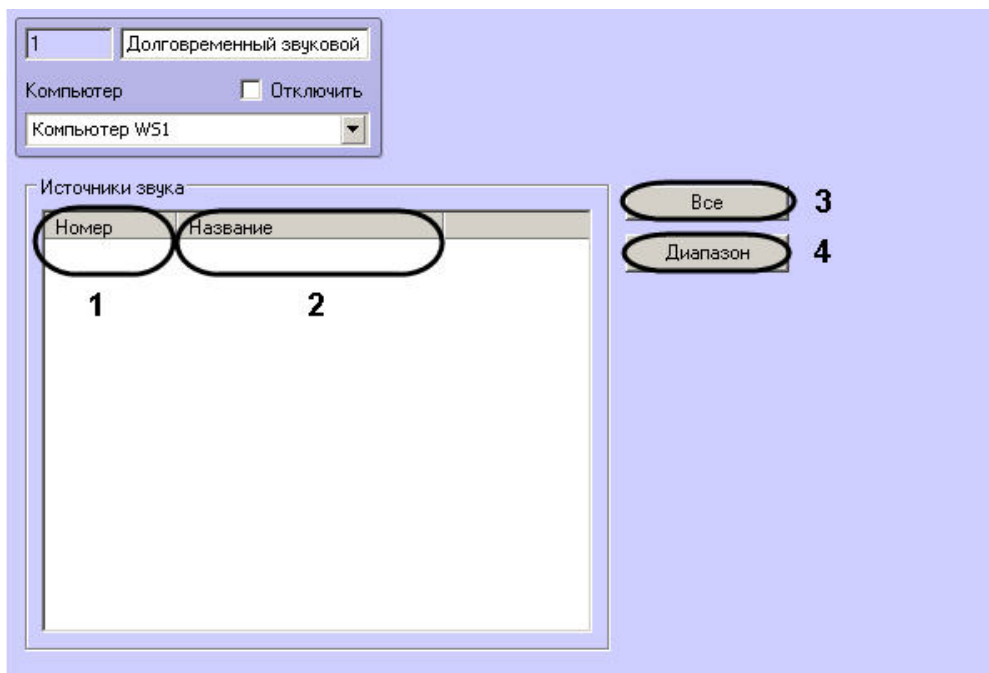 1 Долговременный звуковой
Компьютер Отключить
Компьютер WS1
Источники звука
Номер Название
Все 3
Диапазон 4
1 2